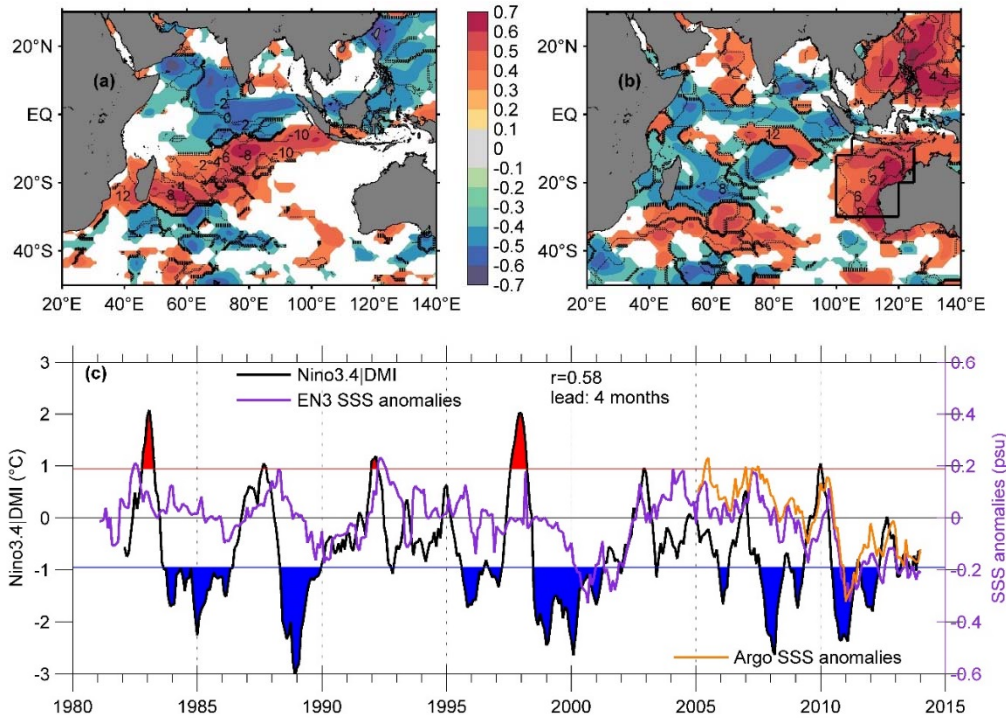 (a)
20°N
EQ
20°S
40°S
20°E 40°E 60°E 80°E 100°E 120°E 140°E
0.7
0.6
0.5
0.4
0.3
0.2
0.1
0
-0.1
-0.2
-0.3
-0.4
-0.5
-0.6
-0.7
(b)
20°N
EQ
20°S
40°S
20°E 40°E 60°E 80°E 100°E 120°E 140°E
(c)
Nino3.4|DMI
EN3 SSS anomalies
r=0.58
lead: 4 months
Argo SSS anomalies
Nino3.4|DMI (°C)
3
2
1
0
-1
-2
-3
SSS anomalies (psu)
0.6
0.4
0.2
0
-0.2
-0.4
-0.6
1980 1985 1990 1995 2000 2005 2010 2015